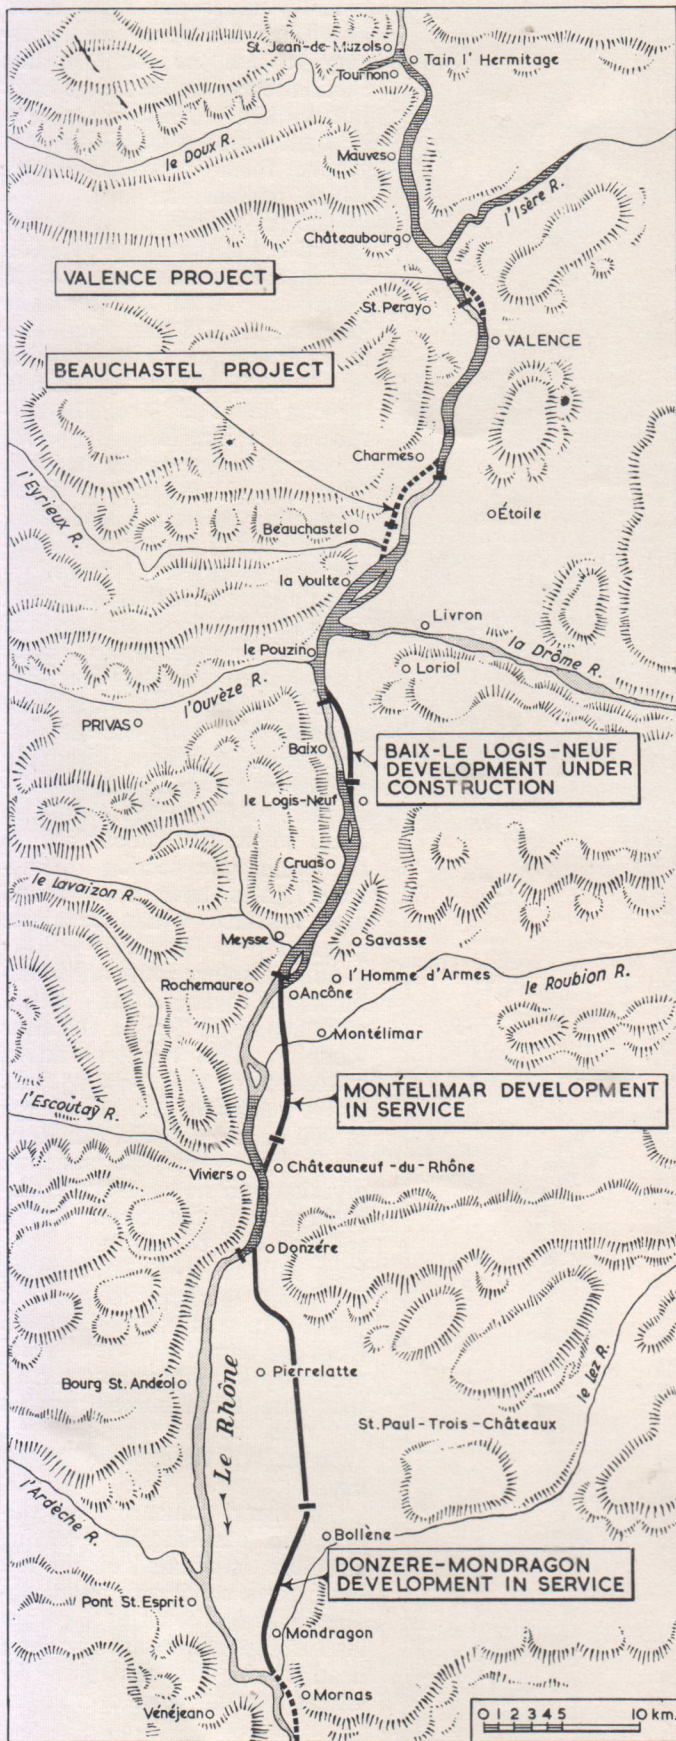 St. Jean-de-Muzols
Tain l' Hermitage
Tournon
le Doux R.
Mauves
l'Isère R.
Châteaubourg
VALENCE PROJECT
St. Peray
VALENCE
BEAUCHASTEL PROJECT
Charmes
l'Eyrieux R.
Étoile
Beauchastel
la Voulte
Livron
le Pouzin
la Drôme R.
Loriol
l'Ouvèze R.
PRIVAS
Baix
BAIX-LE LOGIS-NEUF
DEVELOPMENT UNDER
CONSTRUCTION
le Logis-Neuf
Cruas
le Lavaizon R.
Meysse
Savasse
l'Homme d'Armes
le Roubion R.
Rochemaure
Ancône
Montélimar
MONTÉLIMAR DEVELOPMENT
IN SERVICE
l'Escoutay R.
Châteauneuf-du-Rhône
Viviers
Donzére
Pierrelatte
Bourg St. Andéol
Le Rhône
le Lez R.
St. Paul-Trois-Châteaux
l'Ardèche R.
Bollène
DONZERE-MONDRAGON
DEVELOPMENT IN SERVICE
Pont St. Esprit
Mondragon
Mornas
Vénéjean
0 1 2 3 4 5 10 km.